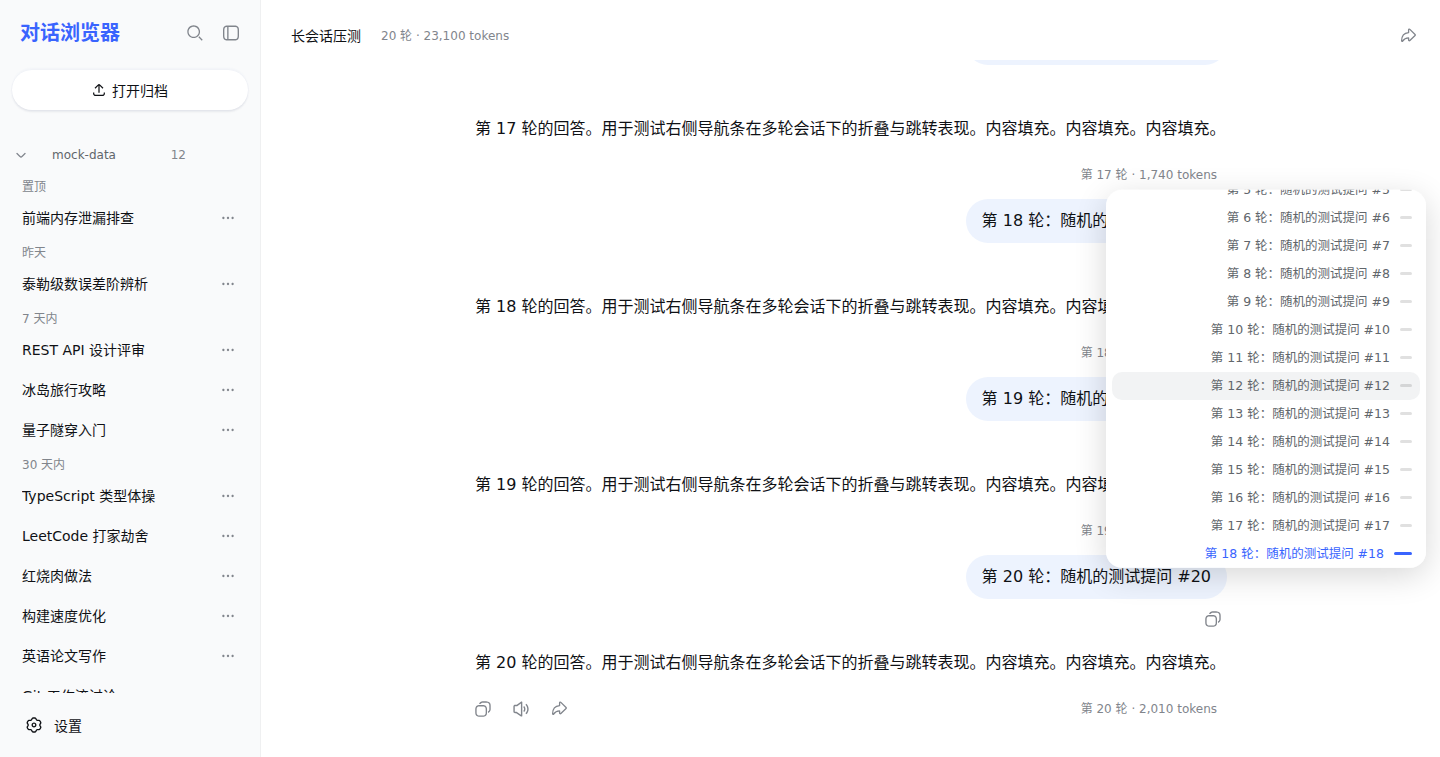 对话浏览器
打开归档
mock-data 12
置顶
前端内存泄漏排查
昨天
泰勒级数误差阶辨析
7 天内
REST API 设计评审
冰岛旅行攻略
量子隧穿入门
30 天内
TypeScript 类型体操
LeetCode 打家劫舍
红烧肉做法
构建速度优化
英语论文写作
设置
长会话压测 20 轮 · 23,100 tokens
第 17 轮的回答。用于测试右侧导航条在多轮会话下的折叠与跳转表现。内容填充。内容填充。内容填充。
第 17 轮 · 1,740 tokens
第 18 轮：随机的
第 18 轮的回答。用于测试右侧导航条在多轮会话下的折叠与跳转表现。内容填充。内容
第 18
第 19 轮：随机的
第 19 轮的回答。用于测试右侧导航条在多轮会话下的折叠与跳转表现。内容填充。内容
第 19
第 20 轮：随机的测试提问 #20
第 20 轮的回答。用于测试右侧导航条在多轮会话下的折叠与跳转表现。内容填充。内容填充。内容填充。
第 20 轮 · 2,010 tokens
第 5 轮：随机的测试提问 #5
第 6 轮：随机的测试提问 #6
第 7 轮：随机的测试提问 #7
第 8 轮：随机的测试提问 #8
第 9 轮：随机的测试提问 #9
第 10 轮：随机的测试提问 #10
第 11 轮：随机的测试提问 #11
第 12 轮：随机的测试提问 #12
第 13 轮：随机的测试提问 #13
第 14 轮：随机的测试提问 #14
第 15 轮：随机的测试提问 #15
第 16 轮：随机的测试提问 #16
第 17 轮：随机的测试提问 #17
第 18 轮：随机的测试提问 #18